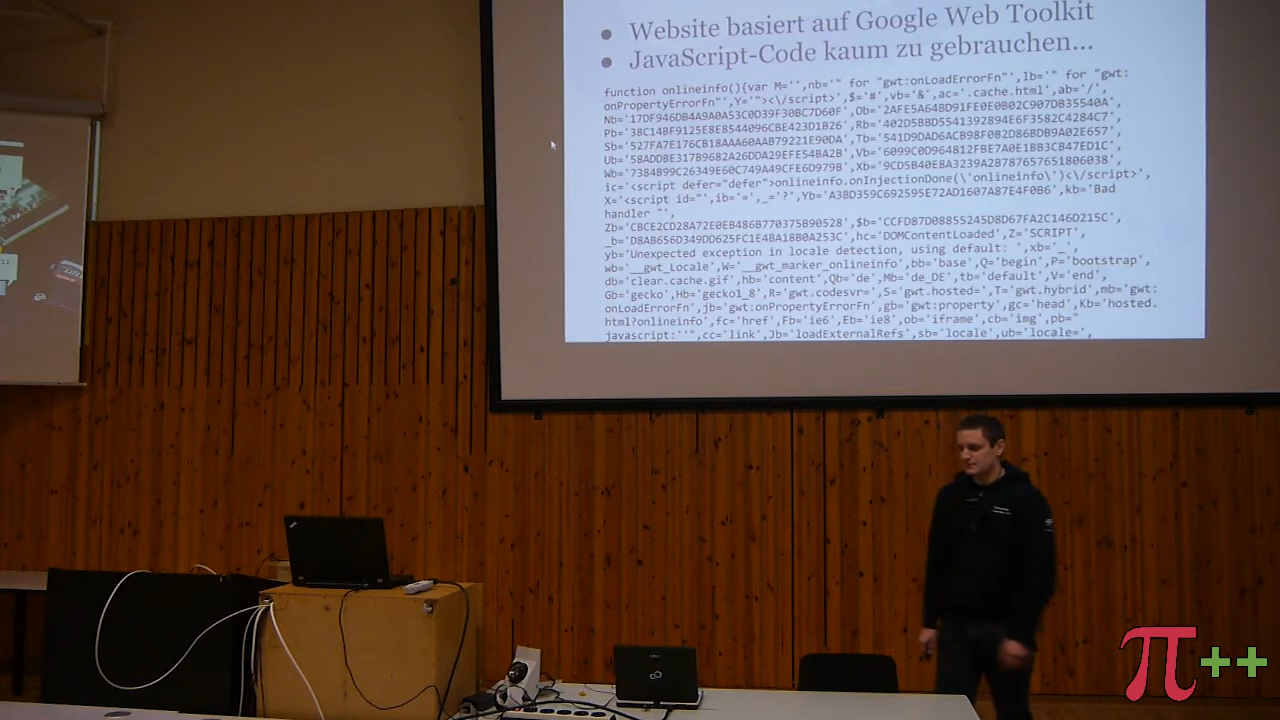 Website basiert auf Google Web Toolkit
JavaScript-Code kaum zu gebrauchen...
function onlineinfo(){var M='',nb='" for "gwt:onLoadErrorFn"',lb='" for "gwt:
onPropertyErrorFn"',Y='"><\/script>',$='#',vb='&',ac='.cache.html',ab='/',
Nb='17DF946DB4A9A0A53C0D39F30BC7D60F',Ob='2AFE5A64BD91FE0E0B02C907DB35540A',
Pb='38C14BF9125E8E8544096CBE423D1B26',Rb='402D5BBD5541392894E6F3582C4284C7',
Sb='527FA7E176CB18AAA60AAB79221E90DA',Tb='541D9DAD6ACB98F0B2D86BDB9A02E657',
Ub='58ADDBE317B9682A26DDA29EFE54BA2B',Vb='6099C0D964812FBE7A0E1BB3CB47ED1C',
Wb='7384B99C26349E60C749A49CFE6D979B',Xb='9CD5B40E8A3239A2B787657651806038',
ic='<script defer="defer">onlineinfo.onInjectionDone(\'onlineinfo\')<\/script>',
X='<script id="',ib='=',_='?',Yb='A3BD359C692595E72AD1607A87E4F0B6',kb='Bad
handler "',
Zb='CBCE2CD28A72E0EB486B770375B90528',$b='CCFD87D08855245D8D67FA2C146D215C',
_b='D8AB656D349DD625FC1E4BA18B0A253C',hc='DOMContentLoaded',Z='SCRIPT',
yb='Unexpected exception in locale detection, using default: ',xb='_',
wb='__gwt_Locale',W='__gwt_marker_onlineinfo',bb='base',Q='begin',P='bootstrap',
db='clear.cache.gif',hb='content',Qb='de',Mb='de_DE',tb='default',V='end',
Gb='gecko',Hb='gecko1_8',R='gwt.codesvr=',S='gwt.hosted=',T='gwt.hybrid',mb='gwt:
onLoadErrorFn',jb='gwt:onPropertyErrorFn',gb='gwt:property',gc='head',Kb='hosted.
html?onlineinfo',fc='href',Fb='ie6',Eb='ie8',ob='iframe',cb='img',pb="
javascript:''",cc='link',Jb='loadExternalRefs',sb='locale',ub='locale=',
π++